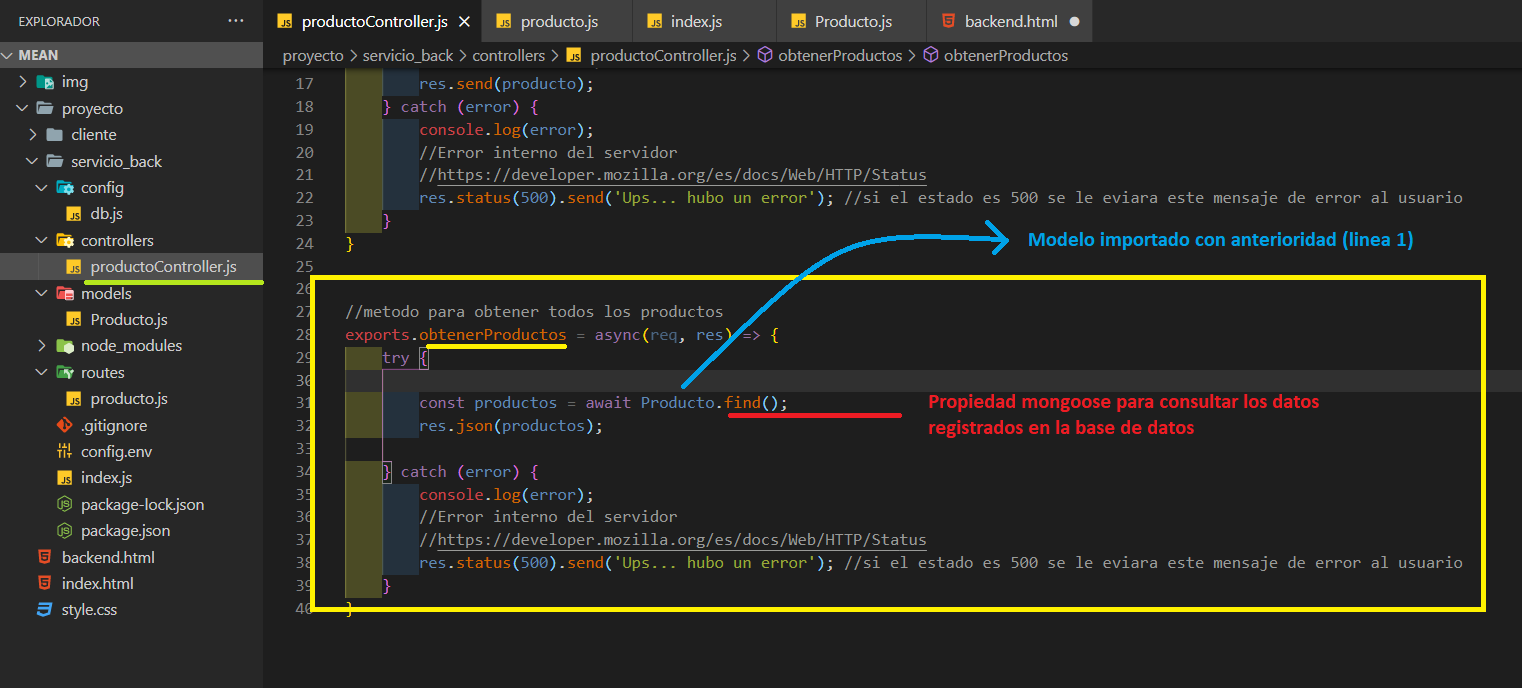 EXPLORADOR ···
productoController.js
producto.js
index.js
Producto.js
backend.html
MEAN
proyecto > servicio_back > controllers > productoController.js > obtenerProductos > obtenerProductos
img
proyecto
cliente
servicio_back
config
db.js
controllers
productoController.js
models
Producto.js
node_modules
routes
producto.js
.gitignore
config.env
index.js
package-lock.json
package.json
backend.html
index.html
style.css
17 res.send(producto);
18 } catch (error) {
19 console.log(error);
20 //Error interno del servidor
21 //https://developer.mozilla.org/es/docs/Web/HTTP/Status
22 res.status(500).send('Ups... hubo un error'); //si el estado es 500 se le eviara este mensaje de error al usuario
23 }
24 }
Modelo importado con anterioridad (linea 1)
25
26
27 //metodo para obtener todos los productos
28 exports.obtenerProductos = async(req, res) => {
29 try {
30
31 const productos = await Producto.find();
Propiedad mongoose para consultar los datos
registrados en la base de datos
32 res.json(productos);
33
34 } catch (error) {
35 console.log(error);
36 //Error interno del servidor
37 //https://developer.mozilla.org/es/docs/Web/HTTP/Status
38 res.status(500).send('Ups... hubo un error'); //si el estado es 500 se le eviara este mensaje de error al usuario
39 }
40 }